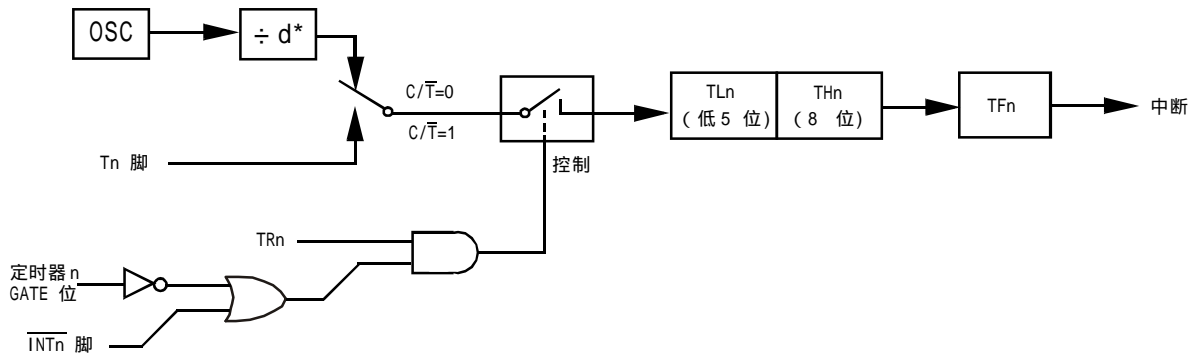 OSC
÷ d*
C/T̅=0
C/T̅=1
Tn 脚
控制
TLn
(低5 位)
THn
(8 位)
TFn
中断
TRn
定时器n
GATE 位
I̅N̅T̅n̅ 脚